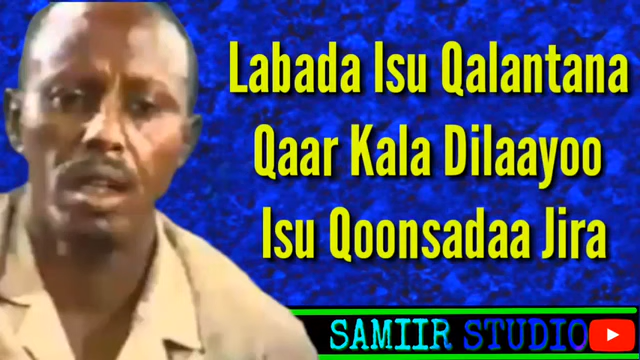 Labada Isu Qalantana
Qaar Kala Dilaayoo
Isu Qoonsadaa Jira
SAMIIR STUDIO